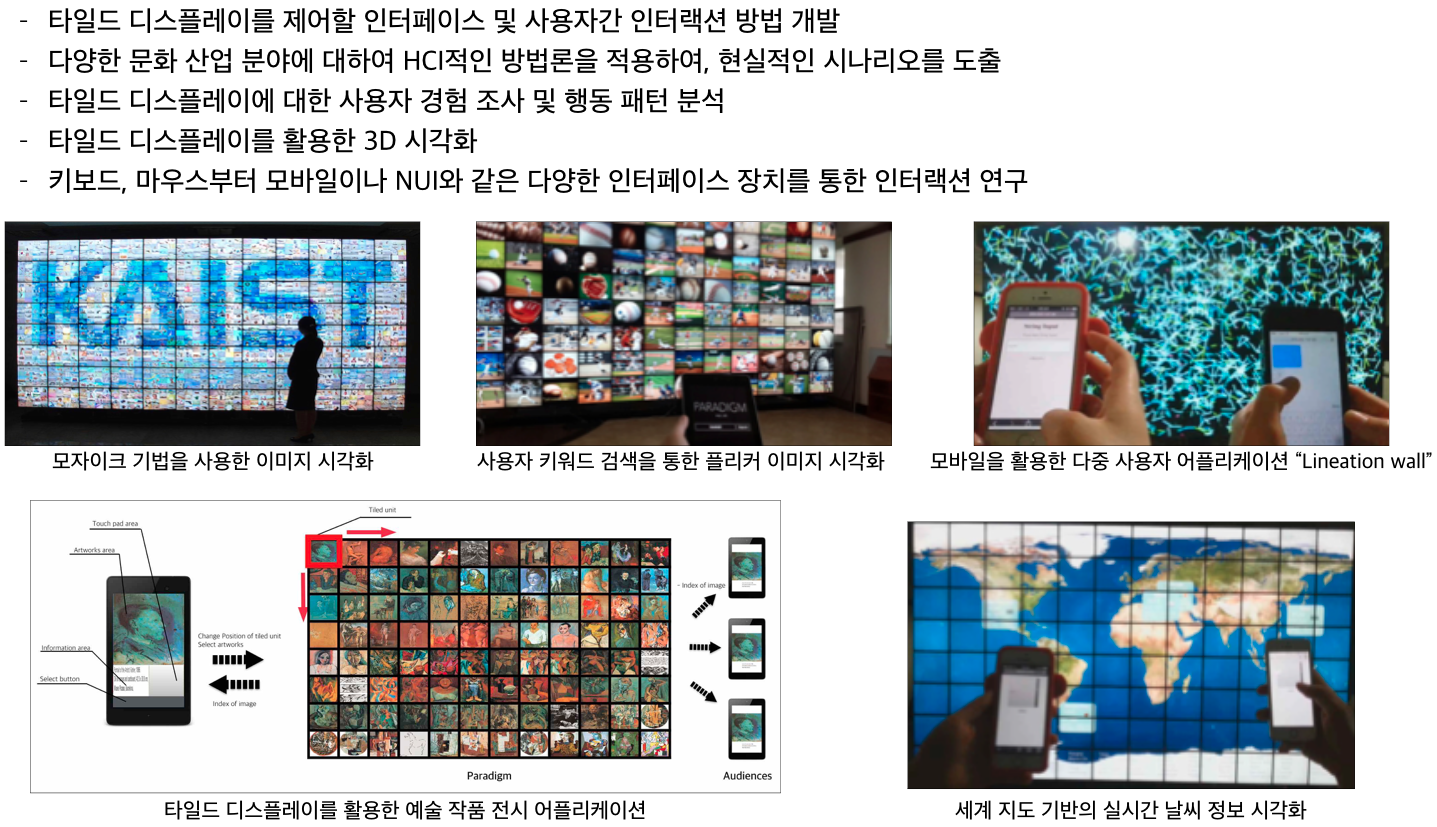 - 타일드 디스플레이를 제어할 인터페이스 및 사용자간 인터랙션 방법 개발
- 다양한 문화 산업 분야에 대하여 HCI적인 방법론을 적용하여, 현실적인 시나리오를 도출
- 타일드 디스플레이에 대한 사용자 경험 조사 및 행동 패턴 분석
- 타일드 디스플레이를 활용한 3D 시각화
- 키보드, 마우스부터 모바일이나 NUI와 같은 다양한 인터페이스 장치를 통한 인터랙션 연구
KAIST
PARADIGM
모자이크 기법을 사용한 이미지 시각화
사용자 키워드 검색을 통한 플리커 이미지 시각화
모바일을 활용한 다중 사용자 어플리케이션 “Lineation wall”
Touch pad area
Artworks area
Information area
Select button
Change Position of tiled unit
Select artworks
Index of image
Tiled unit
- Index of image
Paradigm
Audiences
타일드 디스플레이를 활용한 예술 작품 전시 어플리케이션
세계 지도 기반의 실시간 날씨 정보 시각화